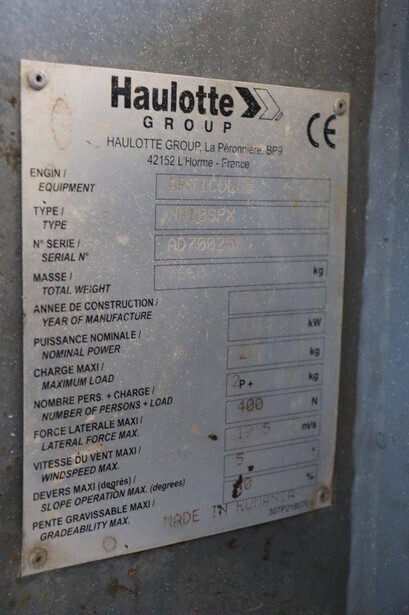 Haulotte
GROUP
HAULOTTE GROUP, La Péronnière, BP9
42152 L'Horme - France
CE
ENGIN /
EQUIPMENT
TYPE /
TYPE
N° SERIE /
SERIAL N°
MASSE /
TOTAL WEIGHT kg
ANNEE DE CONSTRUCTION /
YEAR OF MANUFACTURE
PUISSANCE NOMINALE /
NOMINAL POWER kW
CHARGE MAXI /
MAXIMUM LOAD kg
NOMBRE PERS. + CHARGE /
NUMBER OF PERSONS + LOAD 2P+ kg
FORCE LATERALE MAXI /
LATERAL FORCE MAX. 400 N
VITESSE DU VENT MAXI /
WINDSPEED MAX. m/s
DEVERS MAXI (degrés) /
SLOPE OPERATION MAX. (degrees) 5 °
PENTE GRAVISSABLE MAXI /
GRADEABILITY MAX. %
MADE IN ROMANIA